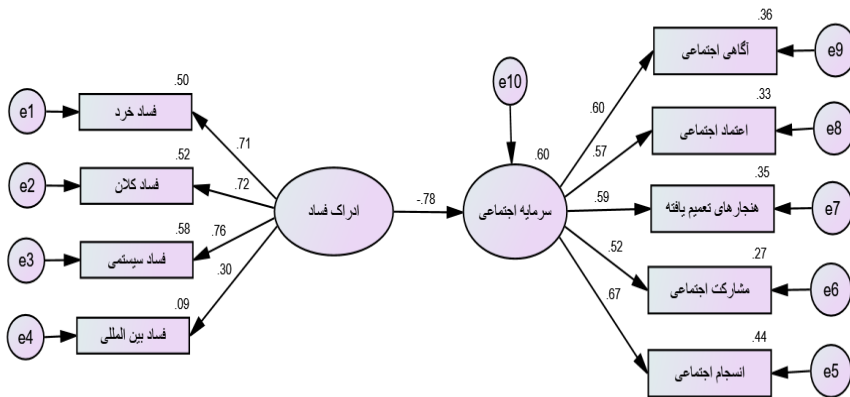 .36
آگاهی اجتماعی
e9
e10
.50
e1
فساد خرد
.60
.33
اعتماد اجتماعی
e8
.71
.57
.60
.52
e2
فساد کلان
.72
ادراک فساد
-.78
سرمایه اجتماعی
.59
.35
هنجارهای تعمیم یافته
e7
.58
e3
فساد سیستمی
.76
.52
.27
مشارکت اجتماعی
e6
.30
.67
.09
e4
فساد بین المللی
.44
انسجام اجتماعی
e5